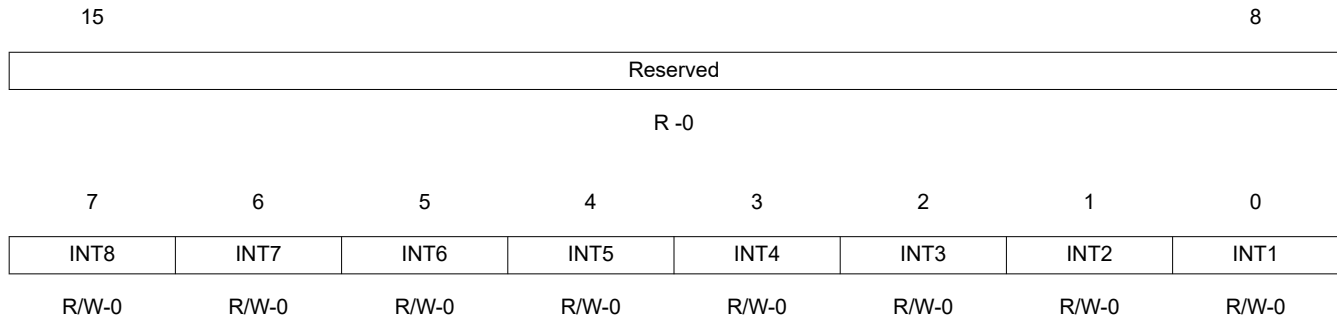 15 8
Reserved
R -0
7 6 5 4 3 2 1 0
INT8 INT7 INT6 INT5 INT4 INT3 INT2 INT1
R/W-0 R/W-0 R/W-0 R/W-0 R/W-0 R/W-0 R/W-0 R/W-0